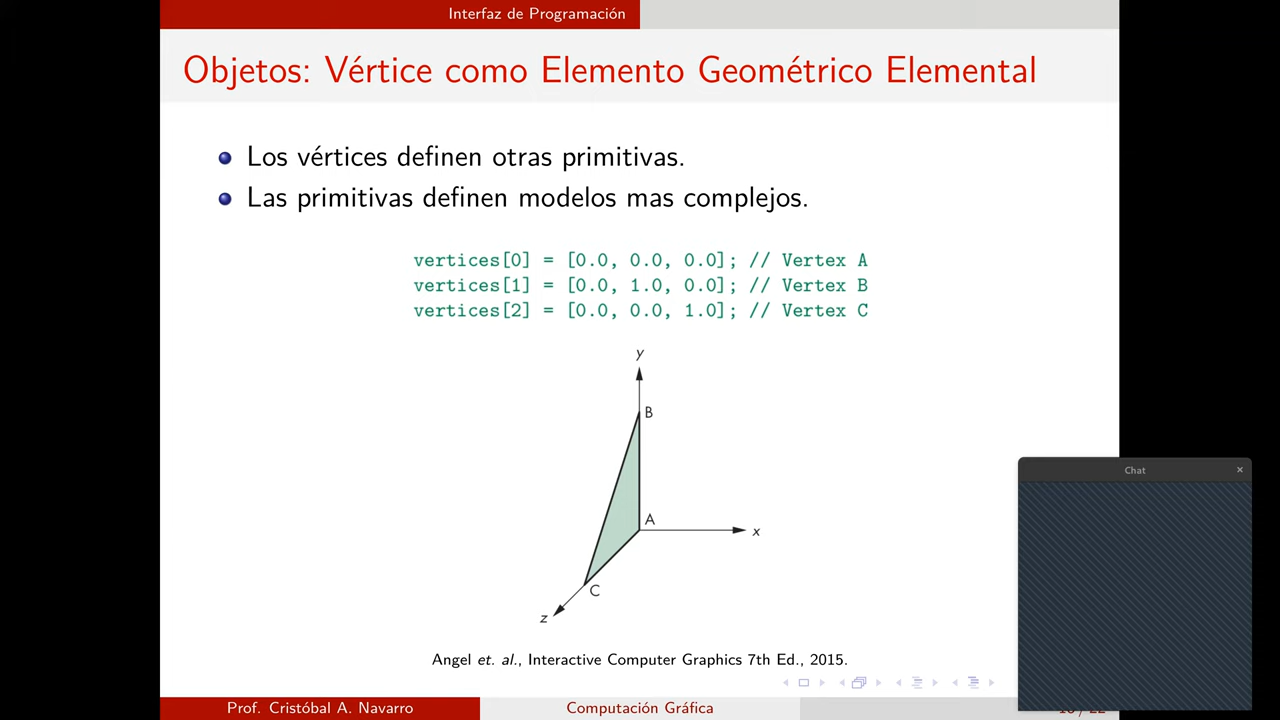 Interfaz de Programación
Objetos: Vértice como Elemento Geométrico Elemental
Los vértices definen otras primitivas.
Las primitivas definen modelos mas complejos.
vertices[0] = [0.0, 0.0, 0.0]; // Vertex A
vertices[1] = [0.0, 1.0, 0.0]; // Vertex B
vertices[2] = [0.0, 0.0, 1.0]; // Vertex C
y
B
A
x
C
z
Angel et. al., Interactive Computer Graphics 7th Ed., 2015.
Chat
Prof. Cristóbal A. Navarro
Computación Gráfica